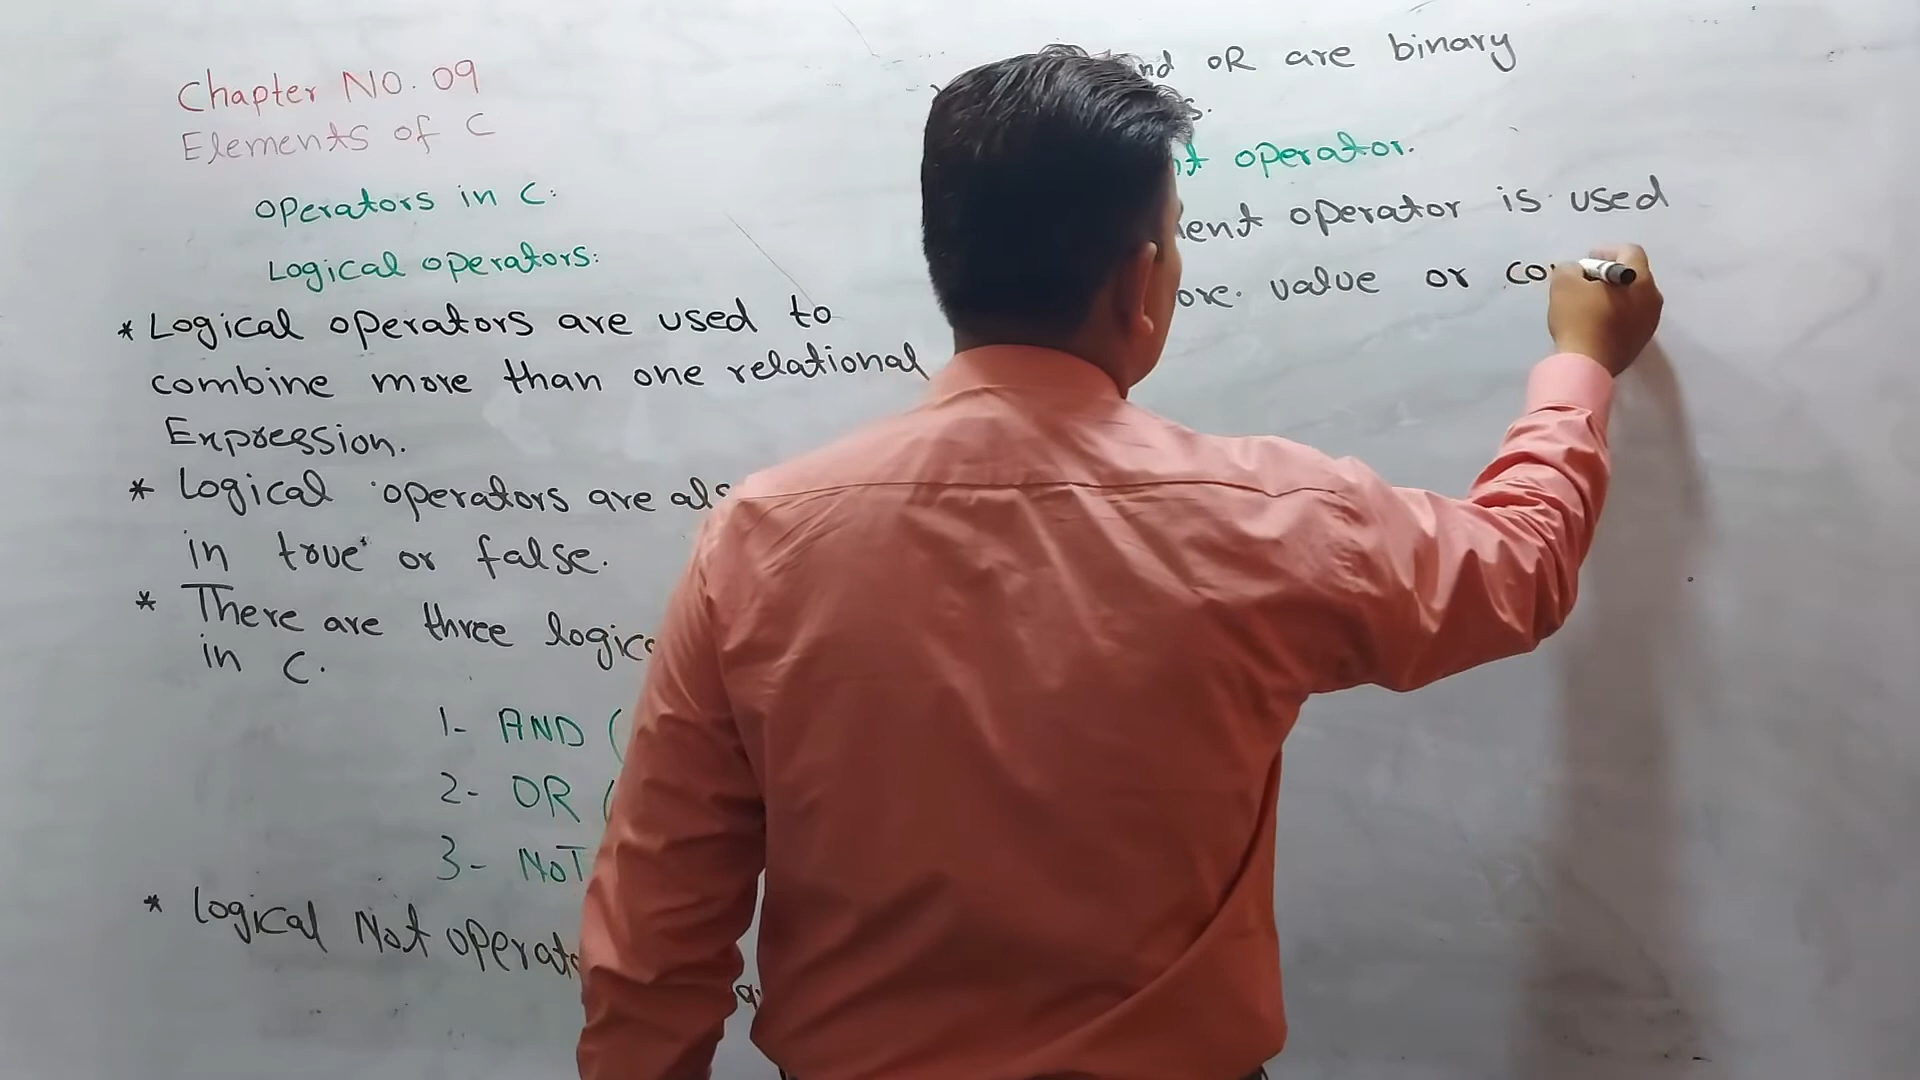 Chapter NO. 09
Elements of C
Operators in C:
Logical operators:
* Logical operators are used to
combine more than one relational
Expression.
* Logical operators are als
in true or false.
* There are three logic
in C.
1- AND (
2- OR (
3- NOT
* Logical Not operat
nd OR are binary
s.
t operator.
ent operator is used
ore value or co